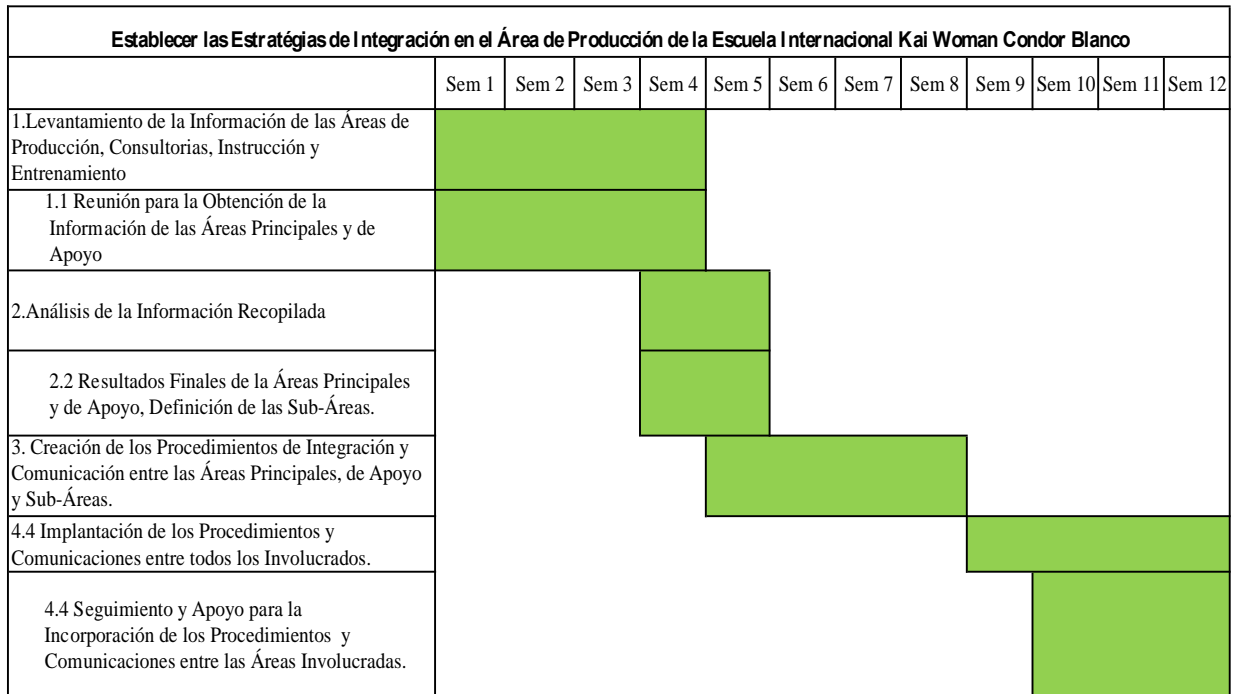 Establecer las Estratégias de Integración en el Área de Producción de la Escuela Internacional Kai Woman Condor Blanco
Sem 1 Sem 2 Sem 3 Sem 4 Sem 5 Sem 6 Sem 7 Sem 8 Sem 9 Sem 10 Sem 11 Sem 12
1.Levantamiento de la Información de las Áreas de
Producción, Consultorias, Instrucción y
Entrenamiento
1.1 Reunión para la Obtención de la
Información de las Áreas Principales y de
Apoyo
2.Análisis de la Información Recopilada
2.2 Resultados Finales de la Áreas Principales
y de Apoyo, Definición de las Sub-Áreas.
3. Creación de los Procedimientos de Integración y
Comunicación entre las Áreas Principales, de Apoyo
y Sub-Áreas.
4.4 Implantación de los Procedimientos y
Comunicaciones entre todos los Involucrados.
4.4 Seguimiento y Apoyo para la
Incorporación de los Procedimientos y
Comunicaciones entre las Áreas Involucradas.